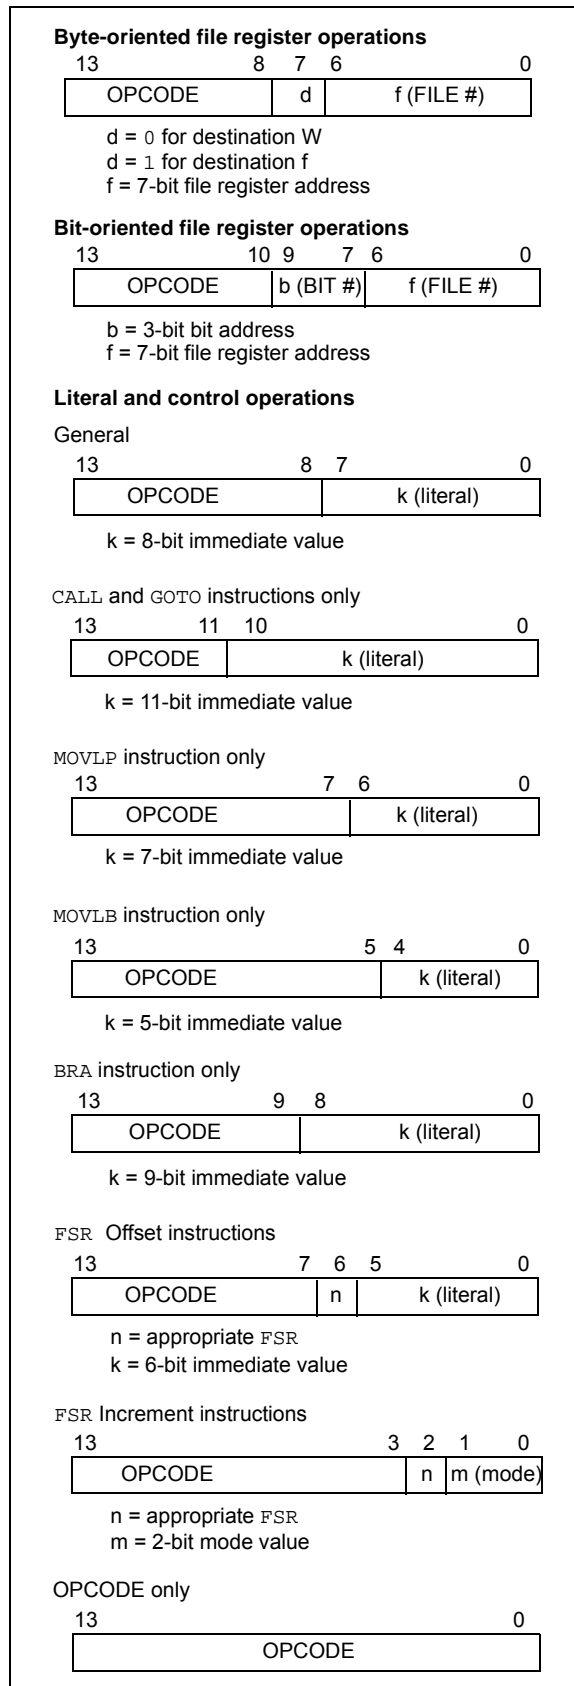 Byte-oriented file register operations
13 8 7 6 0
OPCODE d f (FILE #)
d = 0 for destination W
d = 1 for destination f
f = 7-bit file register address
Bit-oriented file register operations
13 10 9 7 6 0
OPCODE b (BIT #) f (FILE #)
b = 3-bit bit address
f = 7-bit file register address
Literal and control operations
General
13 8 7 0
OPCODE k (literal)
k = 8-bit immediate value
CALL and GOTO instructions only
13 11 10 0
OPCODE k (literal)
k = 11-bit immediate value
MOVLP instruction only
13 7 6 0
OPCODE k (literal)
k = 7-bit immediate value
MOVLB instruction only
13 5 4 0
OPCODE k (literal)
k = 5-bit immediate value
BRA instruction only
13 9 8 0
OPCODE k (literal)
k = 9-bit immediate value
FSR Offset instructions
13 7 6 5 0
OPCODE n k (literal)
n = appropriate FSR
k = 6-bit immediate value
FSR Increment instructions
13 3 2 1 0
OPCODE n m (mode)
n = appropriate FSR
m = 2-bit mode value
OPCODE only
13 0
OPCODE